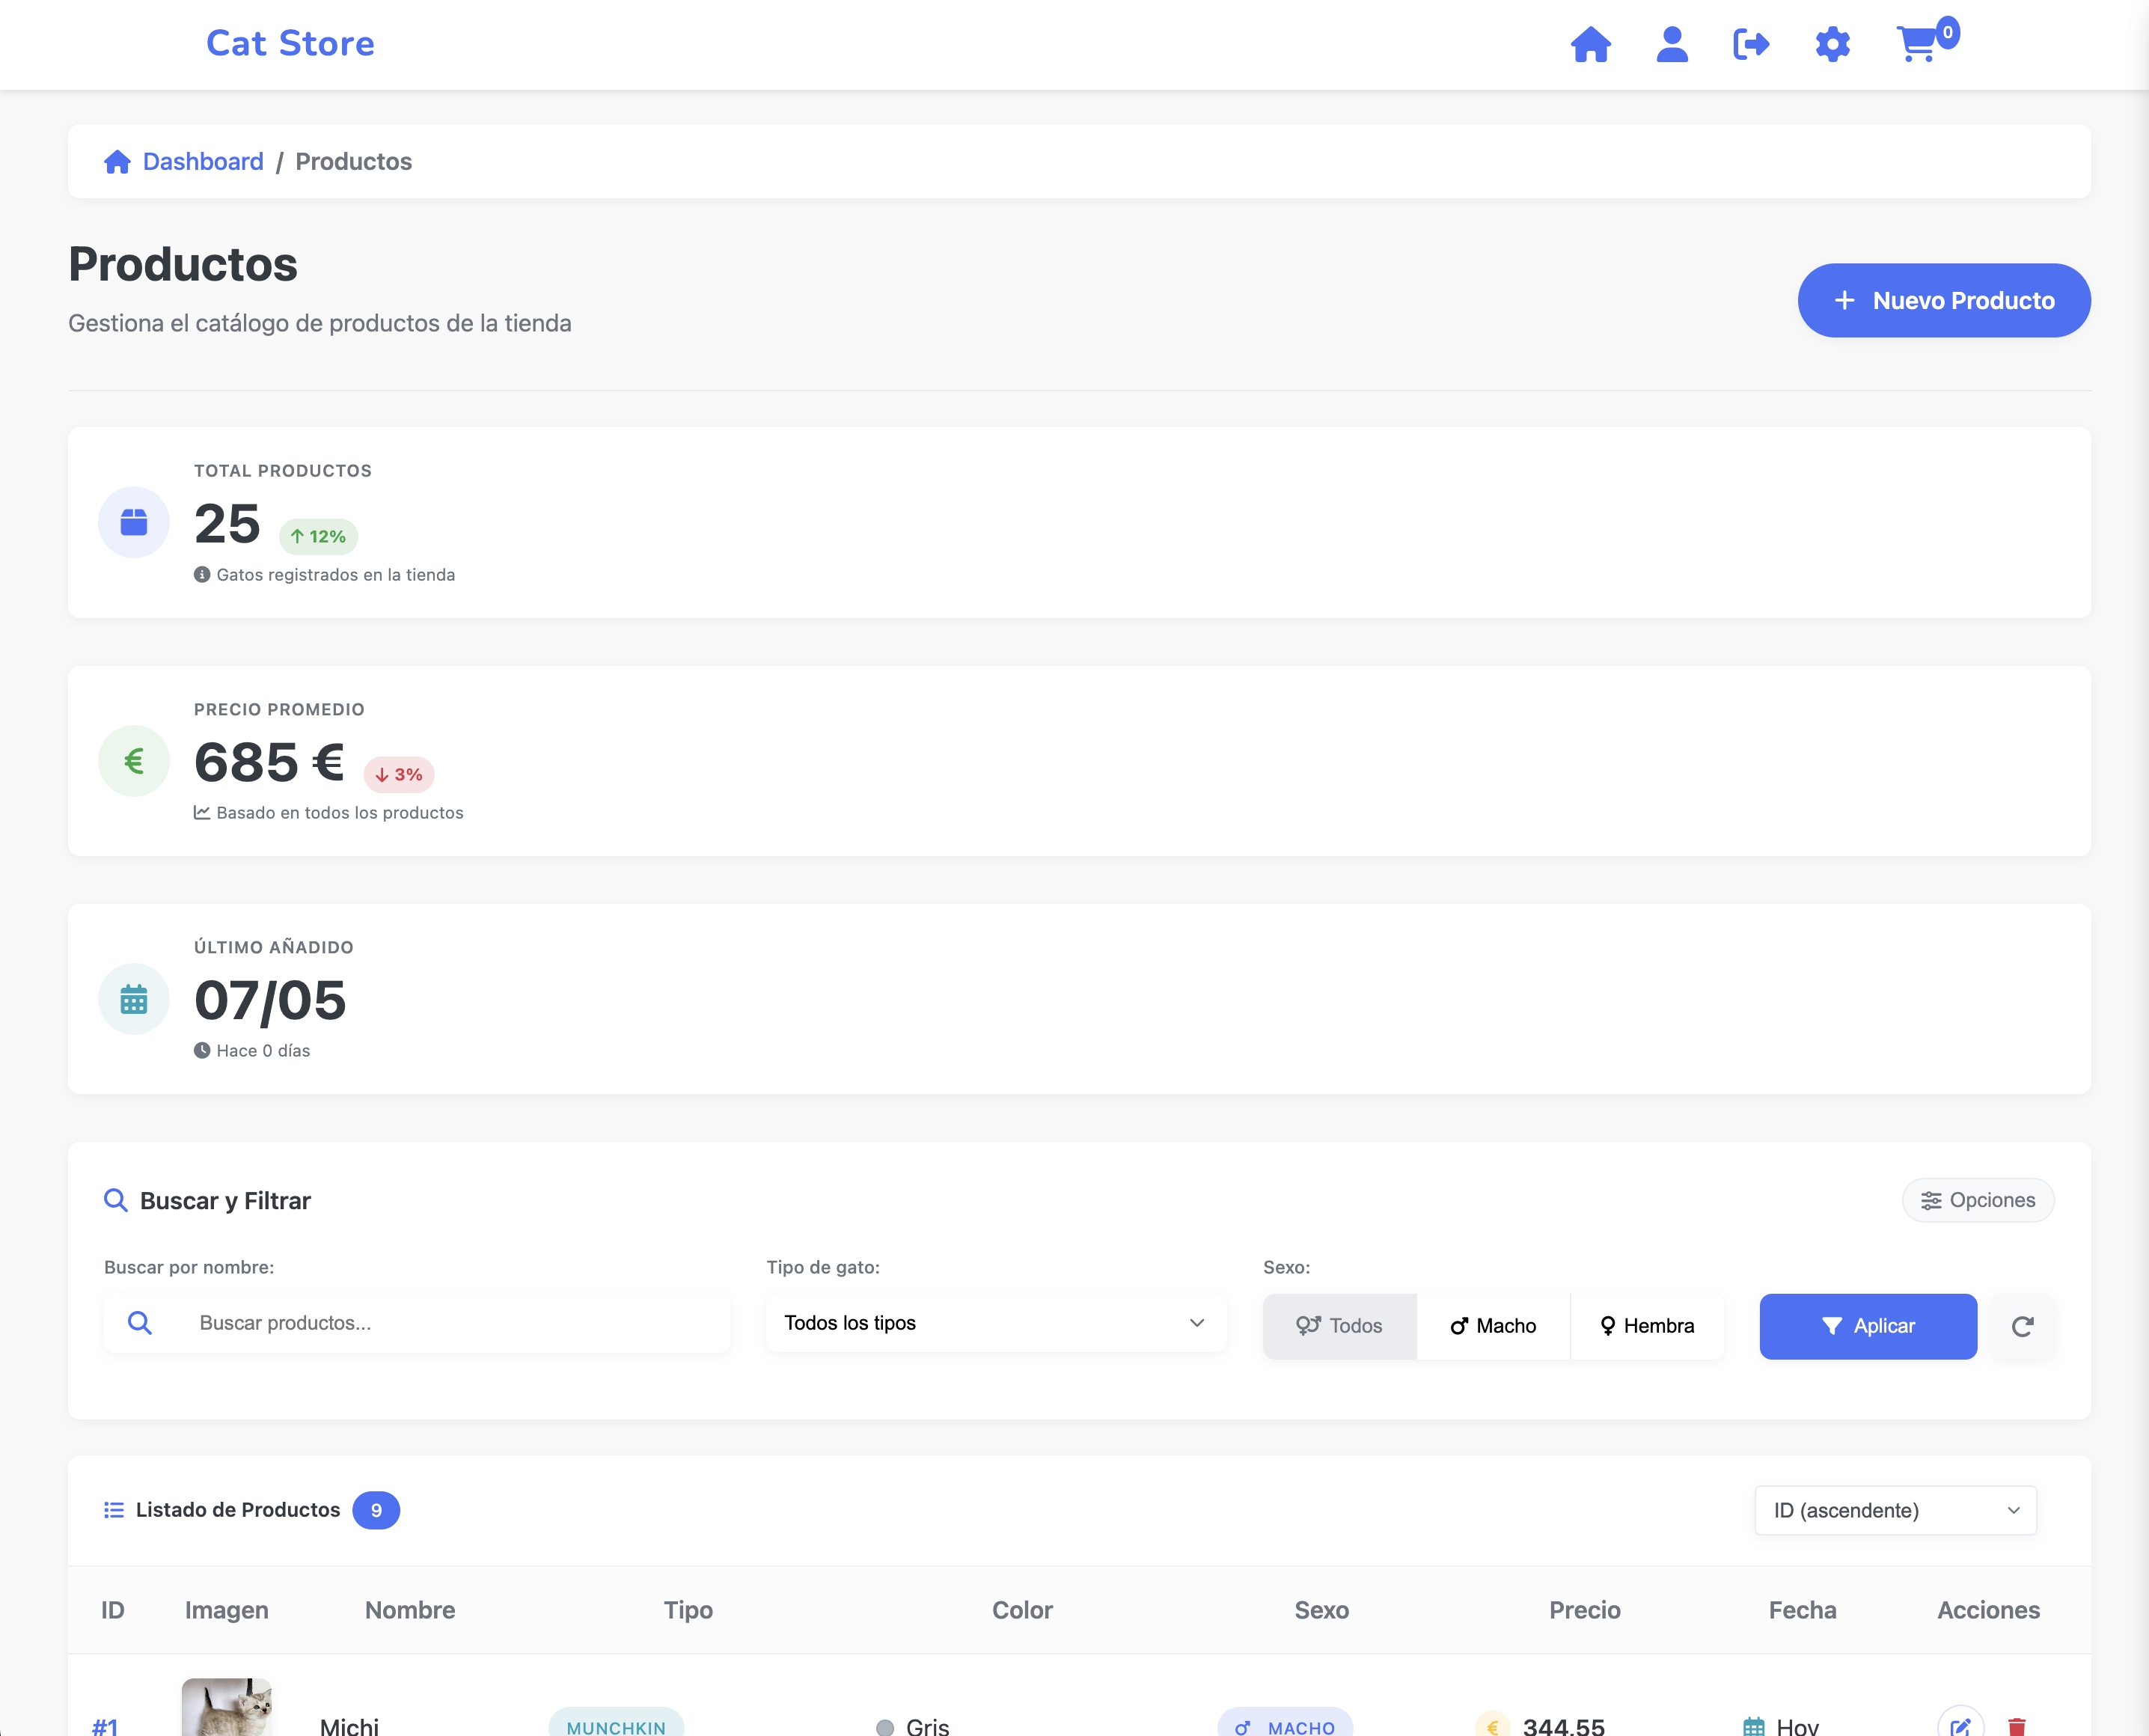 Cat Store
0
Dashboard / Productos
Productos
Gestiona el catálogo de productos de la tienda
+ Nuevo Producto
TOTAL PRODUCTOS
25 ↑ 12%
Gatos registrados en la tienda
PRECIO PROMEDIO
€ 685 € ↓ 3%
Basado en todos los productos
ÚLTIMO AÑADIDO
07/05
Hace 0 días
Buscar y Filtrar
Opciones
Buscar por nombre: Tipo de gato: Sexo:
Buscar productos... Todos los tipos Todos Macho Hembra Aplicar
Listado de Productos 9 ID (ascendente)
ID Imagen Nombre Tipo Color Sexo Precio Fecha Acciones
#1 Michi MUNCHKIN Gris MACHO € 344.55 Hoy